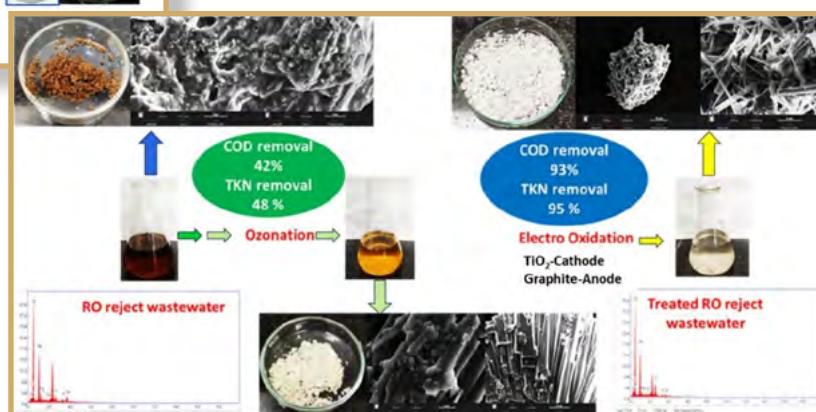 COD removal
42%
TKN removal
48 %
COD removal
93%
TKN removal
95 %
Ozonation
Electro Oxidation
TiO₂-Cathode
Graphite-Anode
RO reject wastewater
Treated RO reject
wastewater